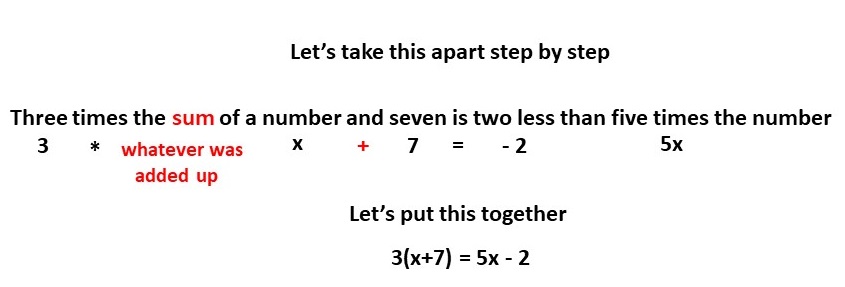 Let's take this apart step by step
Three times the sum of a number and seven is two less than five times the number
3 * whatever was x + 7 = - 2 5x
added up
Let's put this together
3(x+7) = 5x - 2